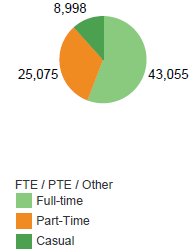 8,998
25,075
43,055
FTE / PTE / Other
Full-time
Part-Time
Casual